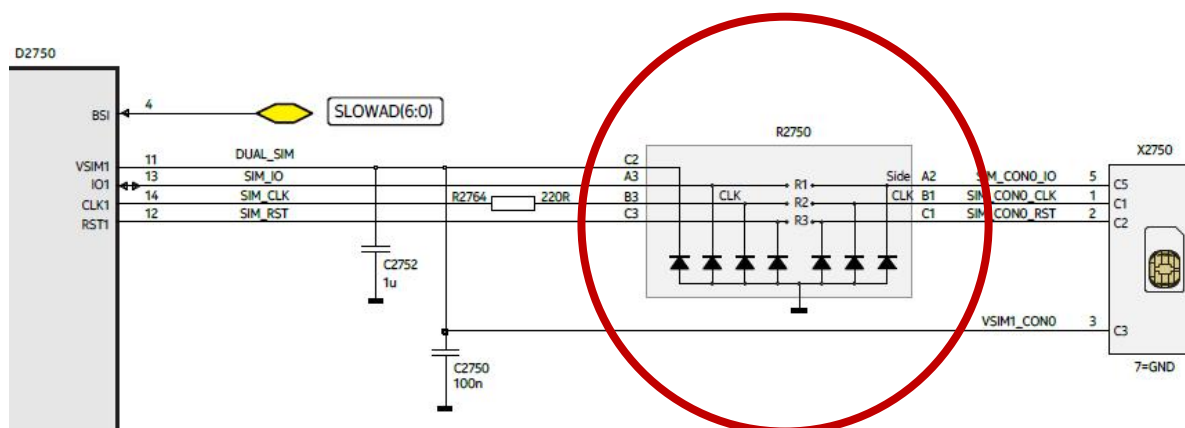 D2750
BSI
4
SLOWAD(6:0)
R2750
X2750
VSIM1
11
DUAL_SIM
C2
IO1
13
SIM_IO
A3
R1
Side
A2
SIM_CON0_IO
5
C5
CLK1
14
SIM_CLK
R2764
220R
B3
CLK
R2
CLK
B1
SIM_CON0_CLK
1
C1
RST1
12
SIM_RST
C3
R3
C1
SIM_CON0_RST
2
C2
C2752
1u
VSIM1_CON0
3
C3
C2750
100n
7=GND